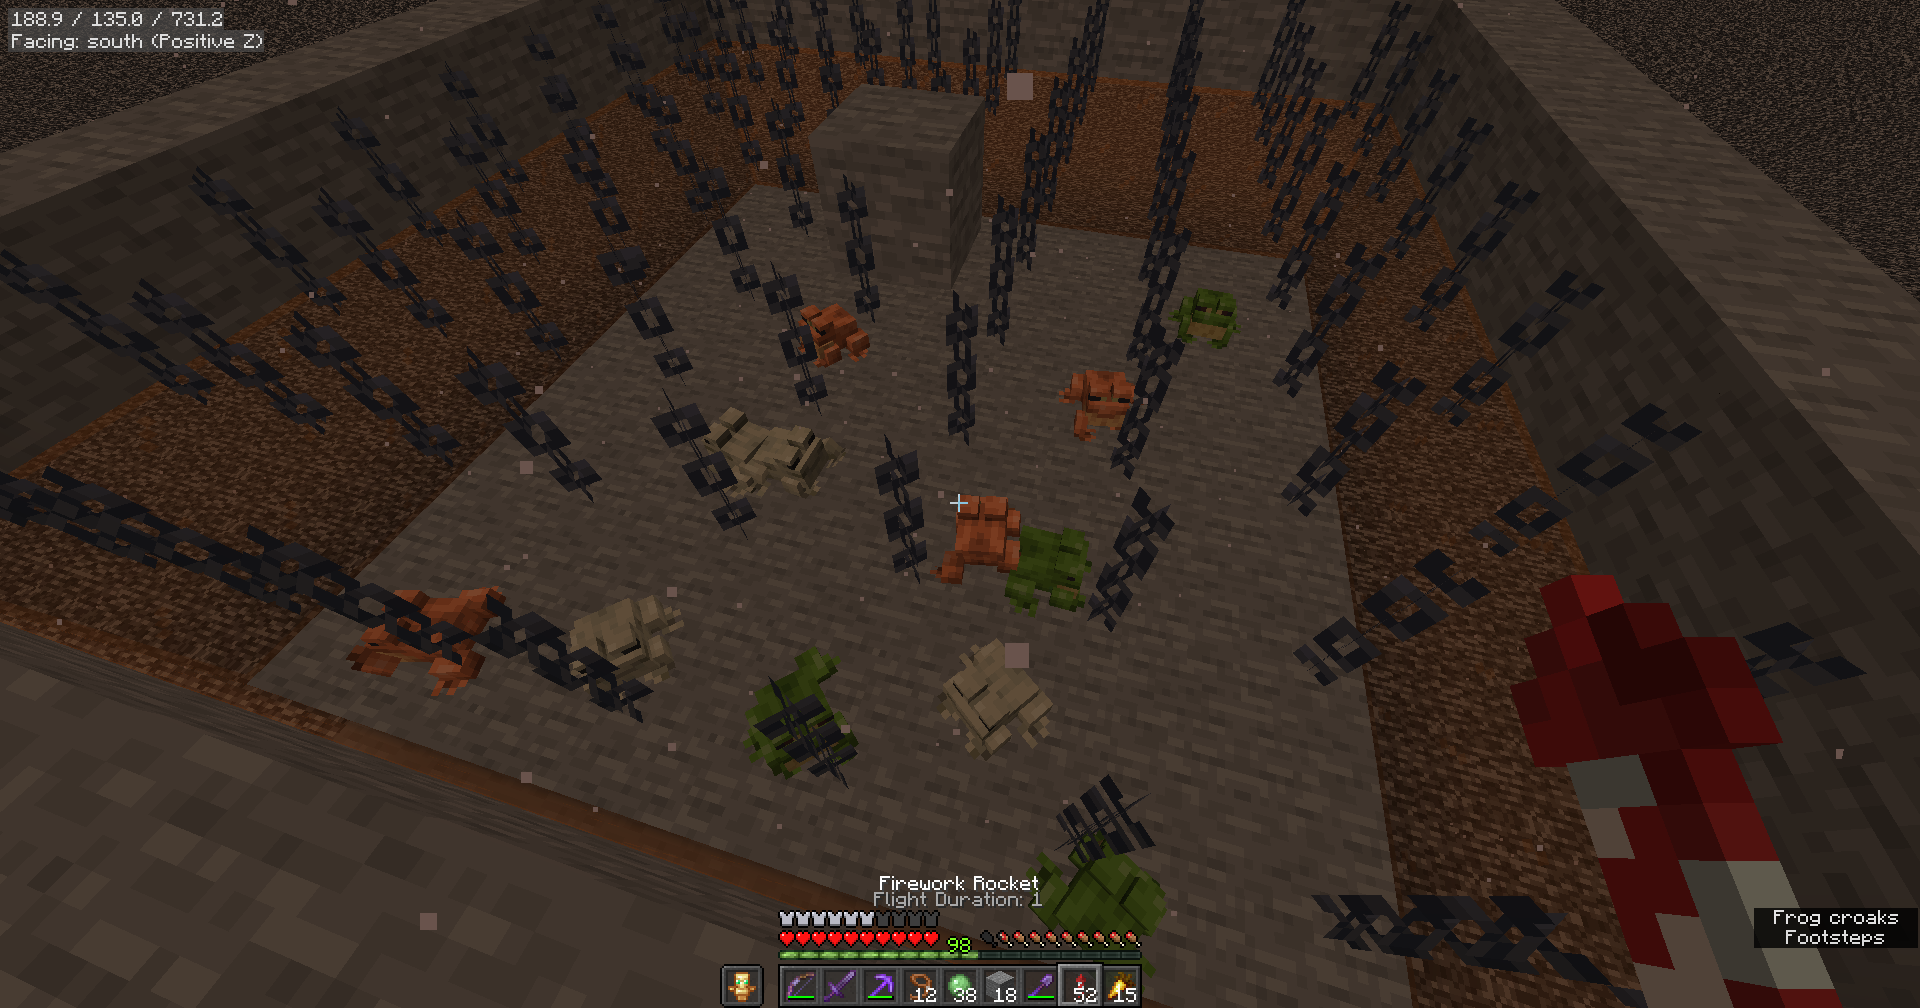 188.9 / 135.0 / 731.2
Facing: south (Positive Z)
Firework Rocket
Flight Duration: 1
Frog croaks
Footsteps
98
12
38
18
52
15